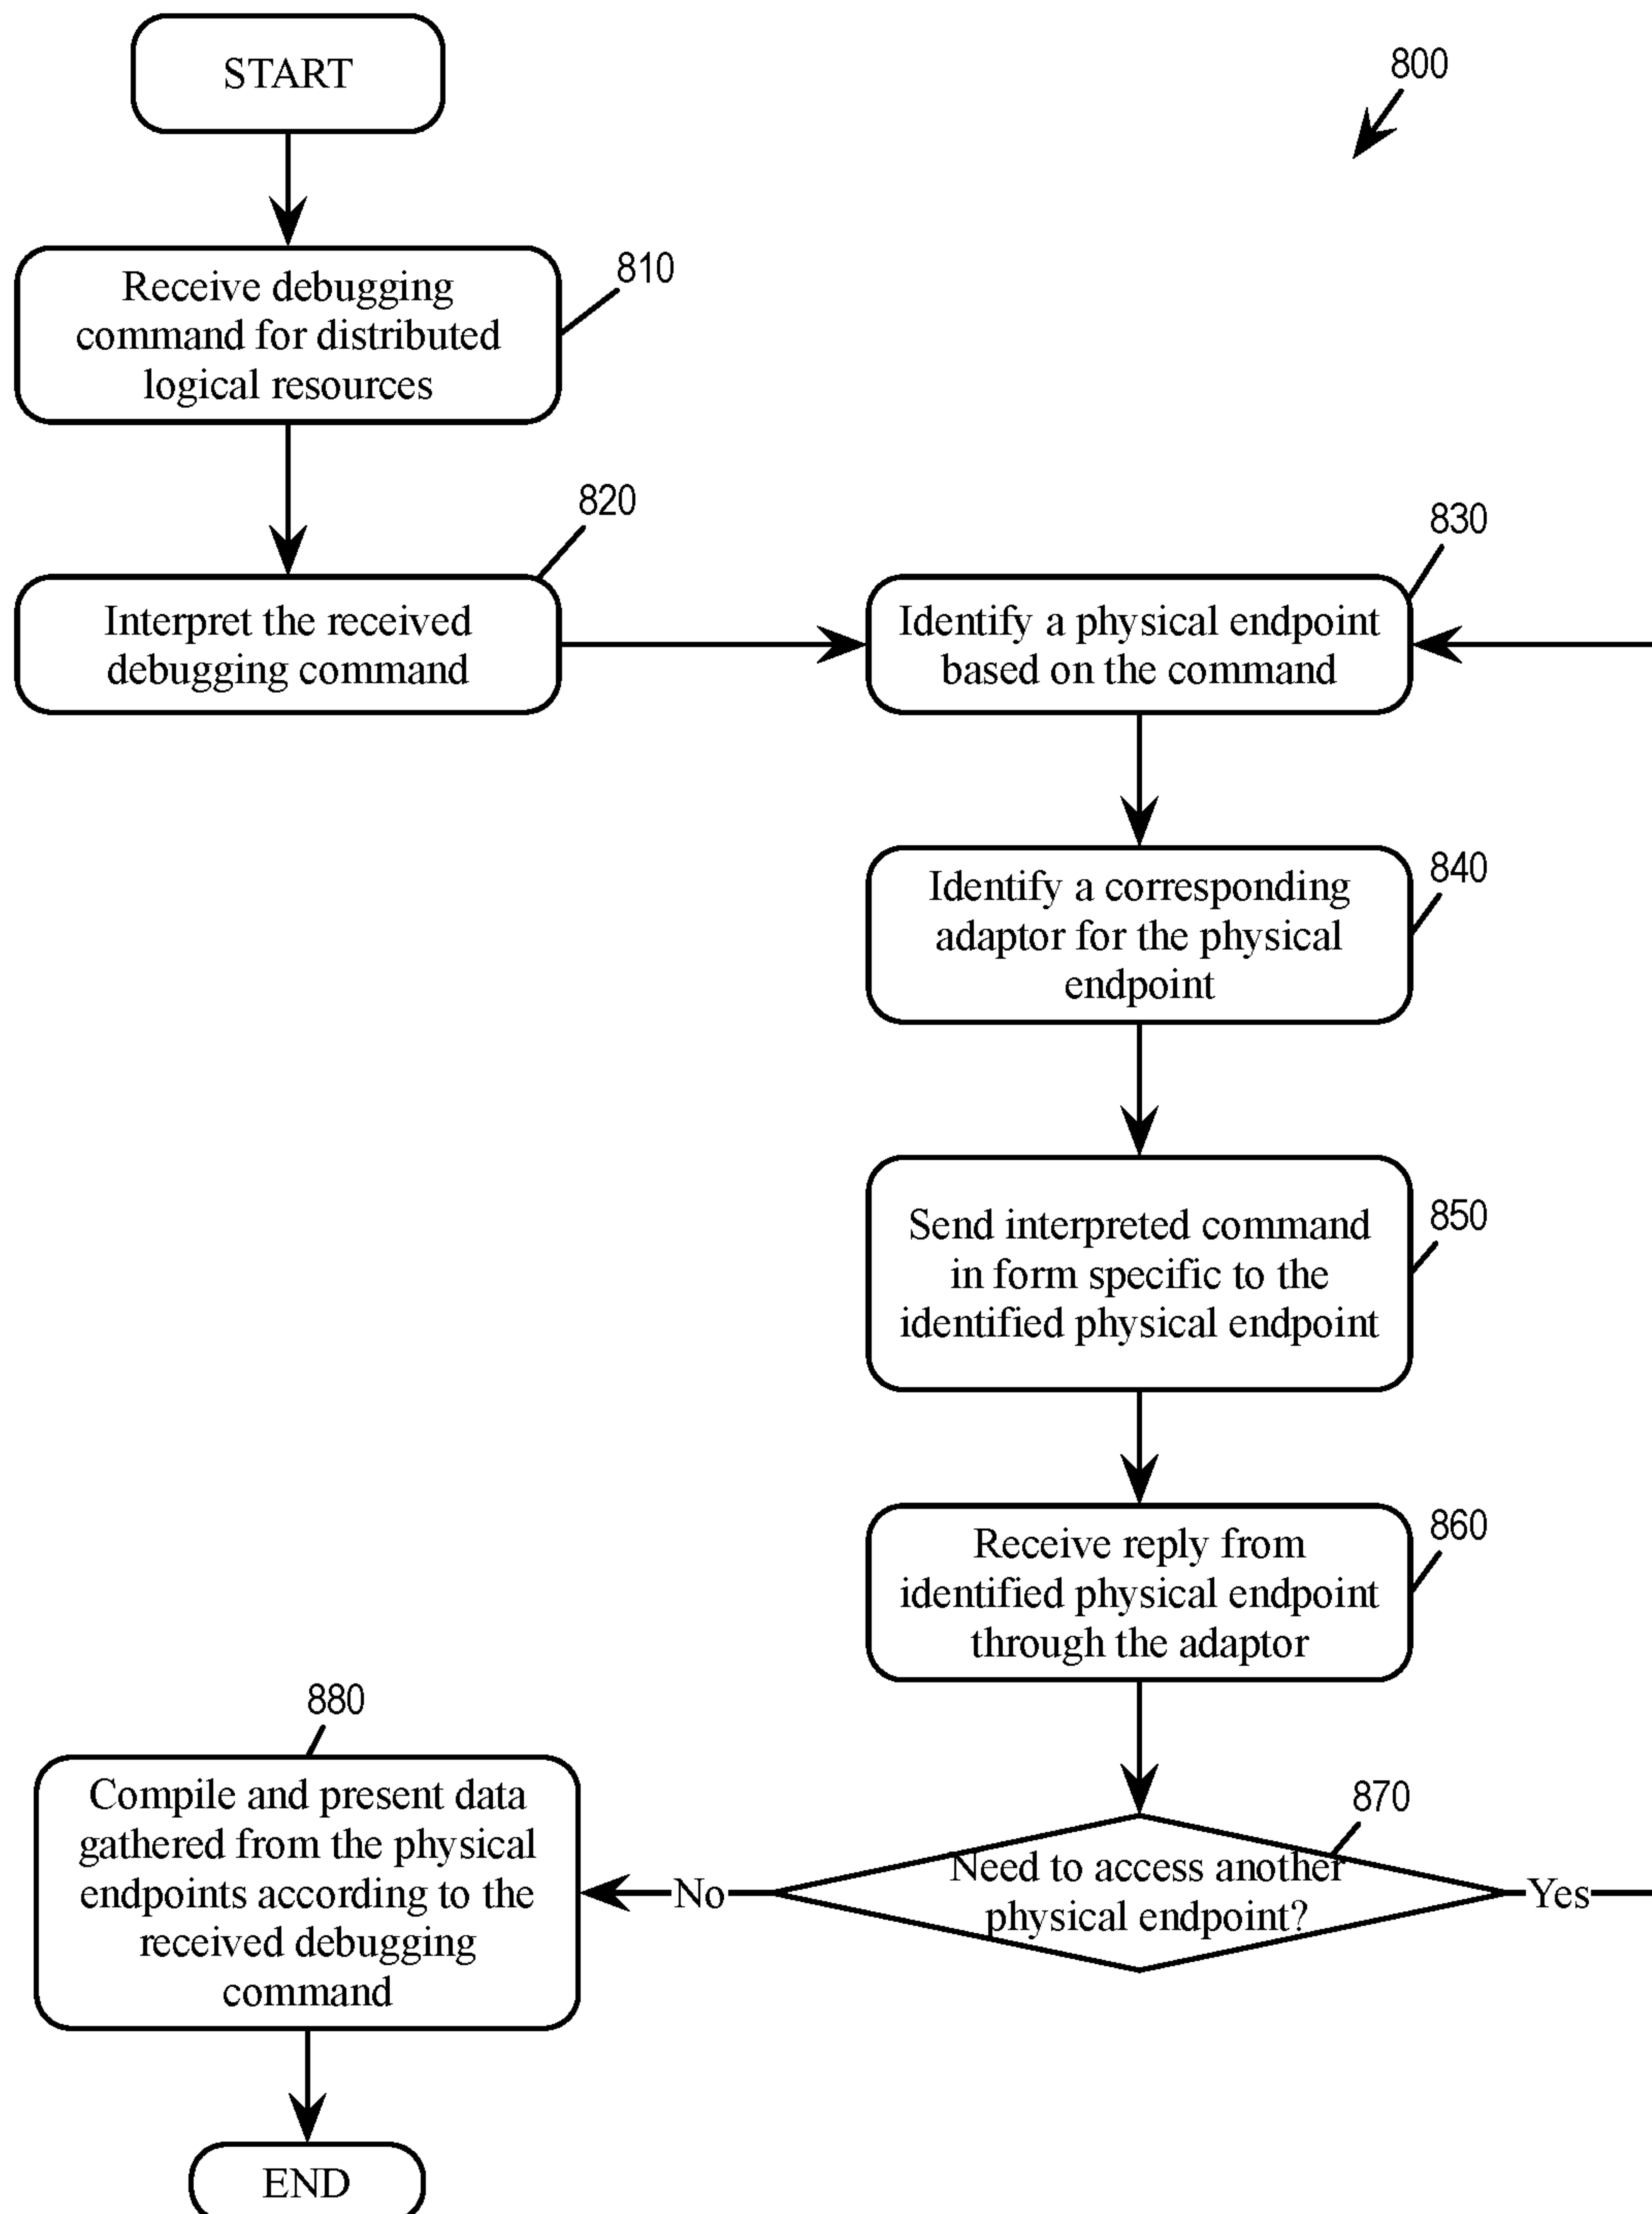 START
800
810
Receive debugging
command for distributed
logical resources
820
Interpret the received
debugging command
830
Identify a physical endpoint
based on the command
840
Identify a corresponding
adaptor for the physical
endpoint
850
Send interpreted command
in form specific to the
identified physical endpoint
860
Receive reply from
identified physical endpoint
through the adaptor
870
Need to access another
physical endpoint?
No
Yes
880
Compile and present data
gathered from the physical
endpoints according to the
received debugging
command
END